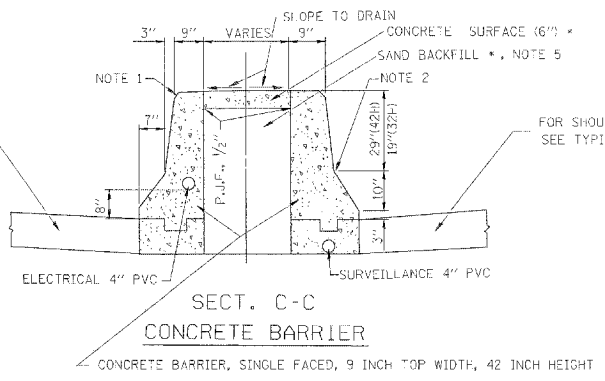 SLOPE TO DRAIN
3" 9" VARIES 9"
CONCRETE SURFACE (6") *
SAND BACKFILL *, NOTE 5
NOTE 1
NOTE 2
7"
P.J.F., 1/2"
29"(42H)
19"(32H)
FOR SHOU
SEE TYPI
10"
8"
3"
ELECTRICAL 4" PVC
SURVEILLANCE 4" PVC
SECT. C-C
CONCRETE BARRIER
CONCRETE BARRIER, SINGLE FACED, 9 INCH TOP WIDTH, 42 INCH HEIGHT